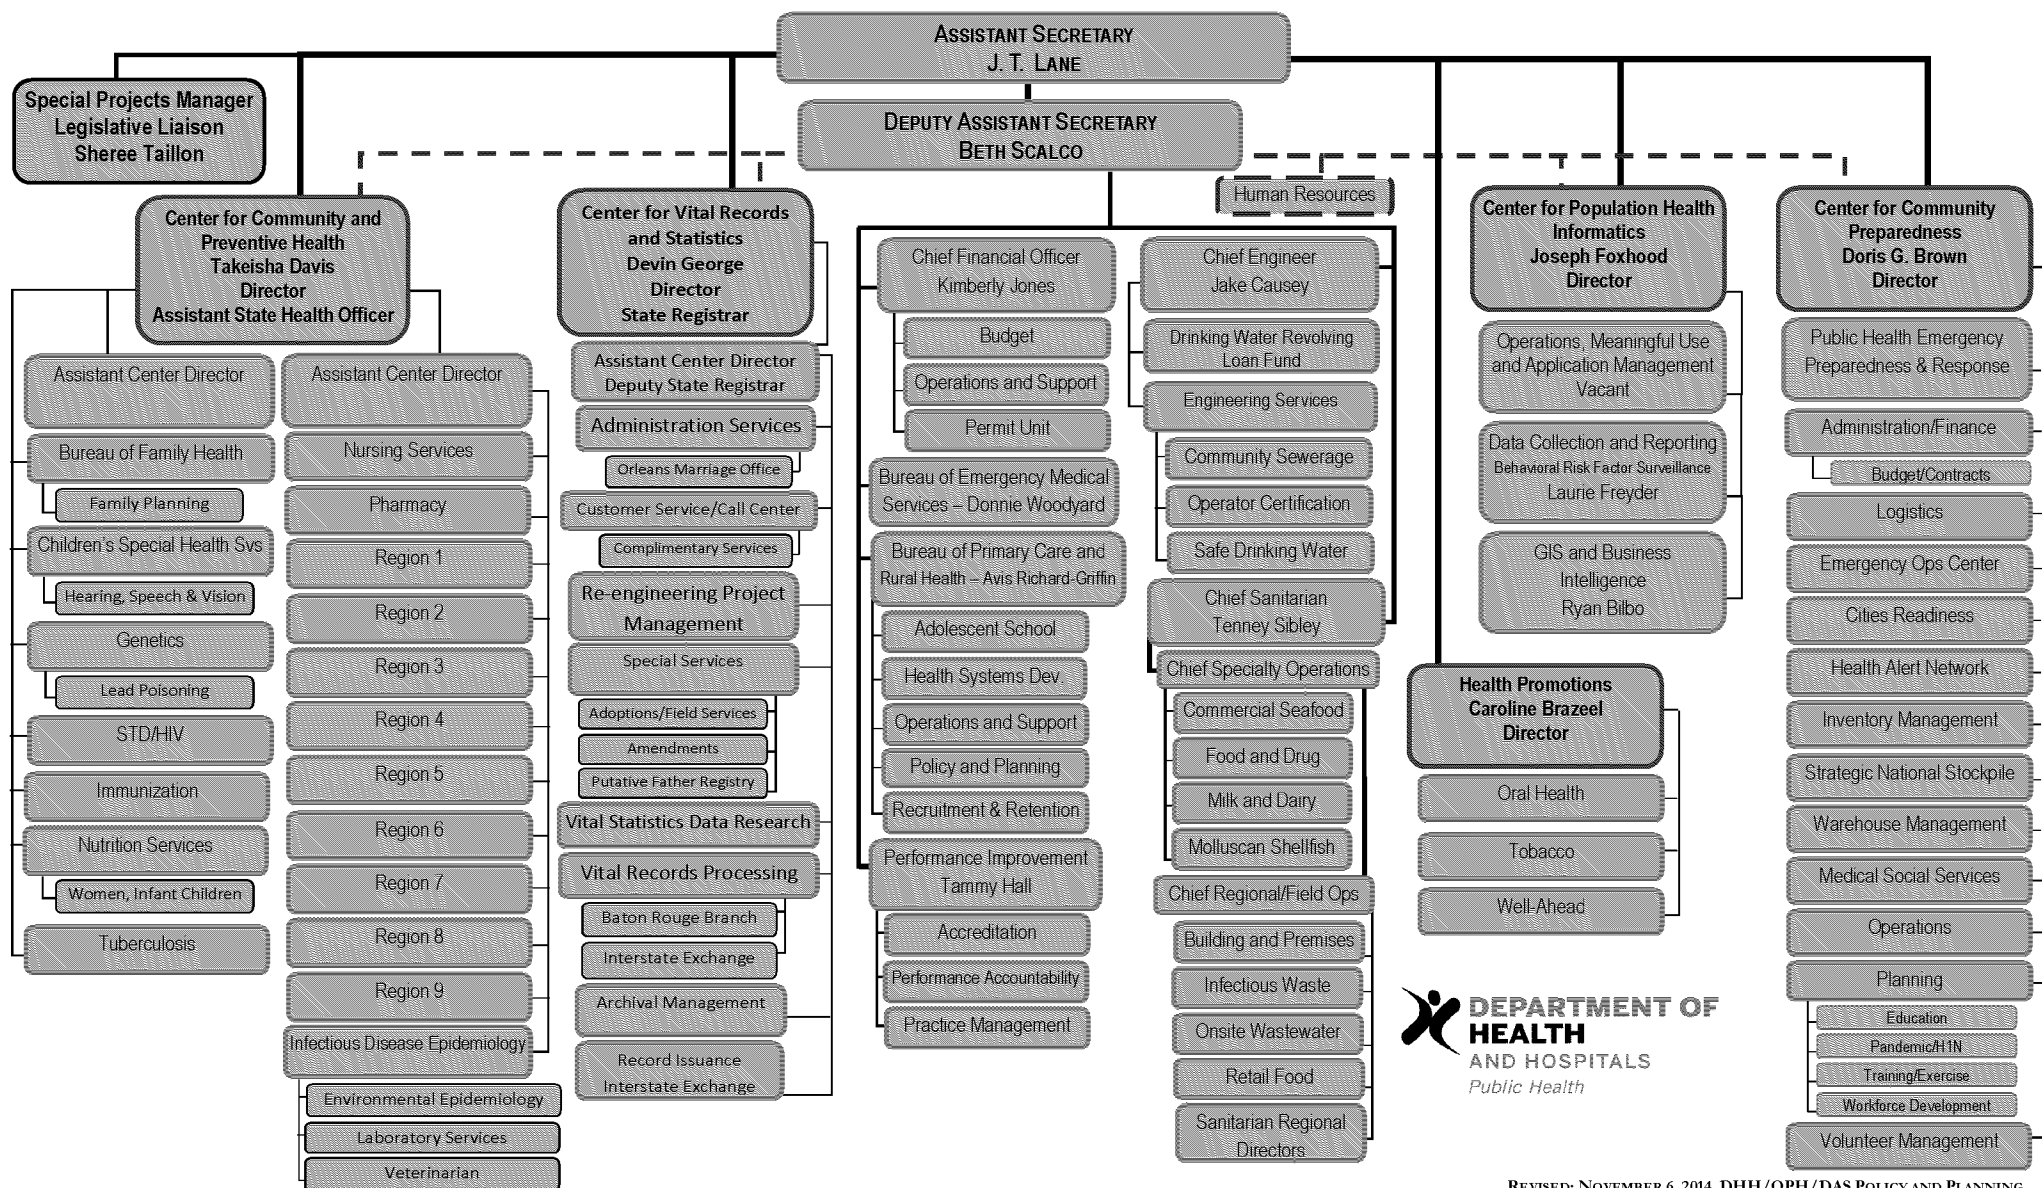 ASSISTANT SECRETARY
J. T. LANE
Special Projects Manager
Legislative Liaison
Sheree Taillon
DEPUTY ASSISTANT SECRETARY
BETH SCALCO
Human Resources
Center for Community and
Preventive Health
Takeisha Davis
Director
Assistant State Health Officer
Assistant Center Director
Bureau of Family Health
Family Planning
Children's Special Health Svs
Hearing, Speech & Vision
Genetics
Lead Poisoning
STD/HIV
Immunization
Nutrition Services
Women, Infant Children
Tuberculosis
Assistant Center Director
Nursing Services
Pharmacy
Region 1
Region 2
Region 3
Region 4
Region 5
Region 6
Region 7
Region 8
Region 9
Infectious Disease Epidemiology
Environmental Epidemiology
Laboratory Services
Veterinarian
Center for Vital Records
and Statistics
Devin George
Director
State Registrar
Assistant Center Director
Deputy State Registrar
Administration Services
Orleans Marriage Office
Customer Service/Call Center
Complimentary Services
Re-engineering Project
Management
Special Services
Adoptions/Field Services
Amendments
Putative Father Registry
Vital Statistics Data Research
Vital Records Processing
Baton Rouge Branch
Interstate Exchange
Archival Management
Record Issuance
Interstate Exchange
Chief Financial Officer
Kimberly Jones
Budget
Operations and Support
Permit Unit
Bureau of Emergency Medical
Services – Donnie Woodyard
Bureau of Primary Care and
Rural Health – Avis Richard-Griffin
Adolescent School
Health Systems Dev.
Operations and Support
Policy and Planning
Recruitment & Retention
Performance Improvement
Tammy Hall
Accreditation
Performance Accountability
Practice Management
Chief Engineer
Jake Causey
Drinking Water Revolving
Loan Fund
Engineering Services
Community Sewerage
Operator Certification
Safe Drinking Water
Chief Sanitarian
Tenney Sibley
Chief Specialty Operations
Commercial Seafood
Food and Drug
Milk and Dairy
Molluscan Shellfish
Chief Regional/Field Ops
Building and Premises
Infectious Waste
Onsite Wastewater
Retail Food
Sanitarian Regional
Directors
Center for Population Health
Informatics
Joseph Foxhood
Director
Operations, Meaningful Use
and Application Management
Vacant
Data Collection and Reporting
Behavioral Risk Factor Surveillance
Laurie Freyder
GIS and Business
Intelligence
Ryan Bilbo
Health Promotions
Caroline Brazeel
Director
Oral Health
Tobacco
Well-Ahead
Center for Community
Preparedness
Doris G. Brown
Director
Public Health Emergency
Preparedness & Response
Administration/Finance
Budget/Contracts
Logistics
Emergency Ops Center
Cities Readiness
Health Alert Network
Inventory Management
Strategic National Stockpile
Warehouse Management
Medical Social Services
Operations
Planning
Education
Pandemic/H1N
Training/Exercise
Workforce Development
Volunteer Management
DEPARTMENT OF
HEALTH
AND HOSPITALS
Public Health
REVISED: NOVEMBER 6, 2014, DHH/OPH/DAS POLICY AND PLANNING